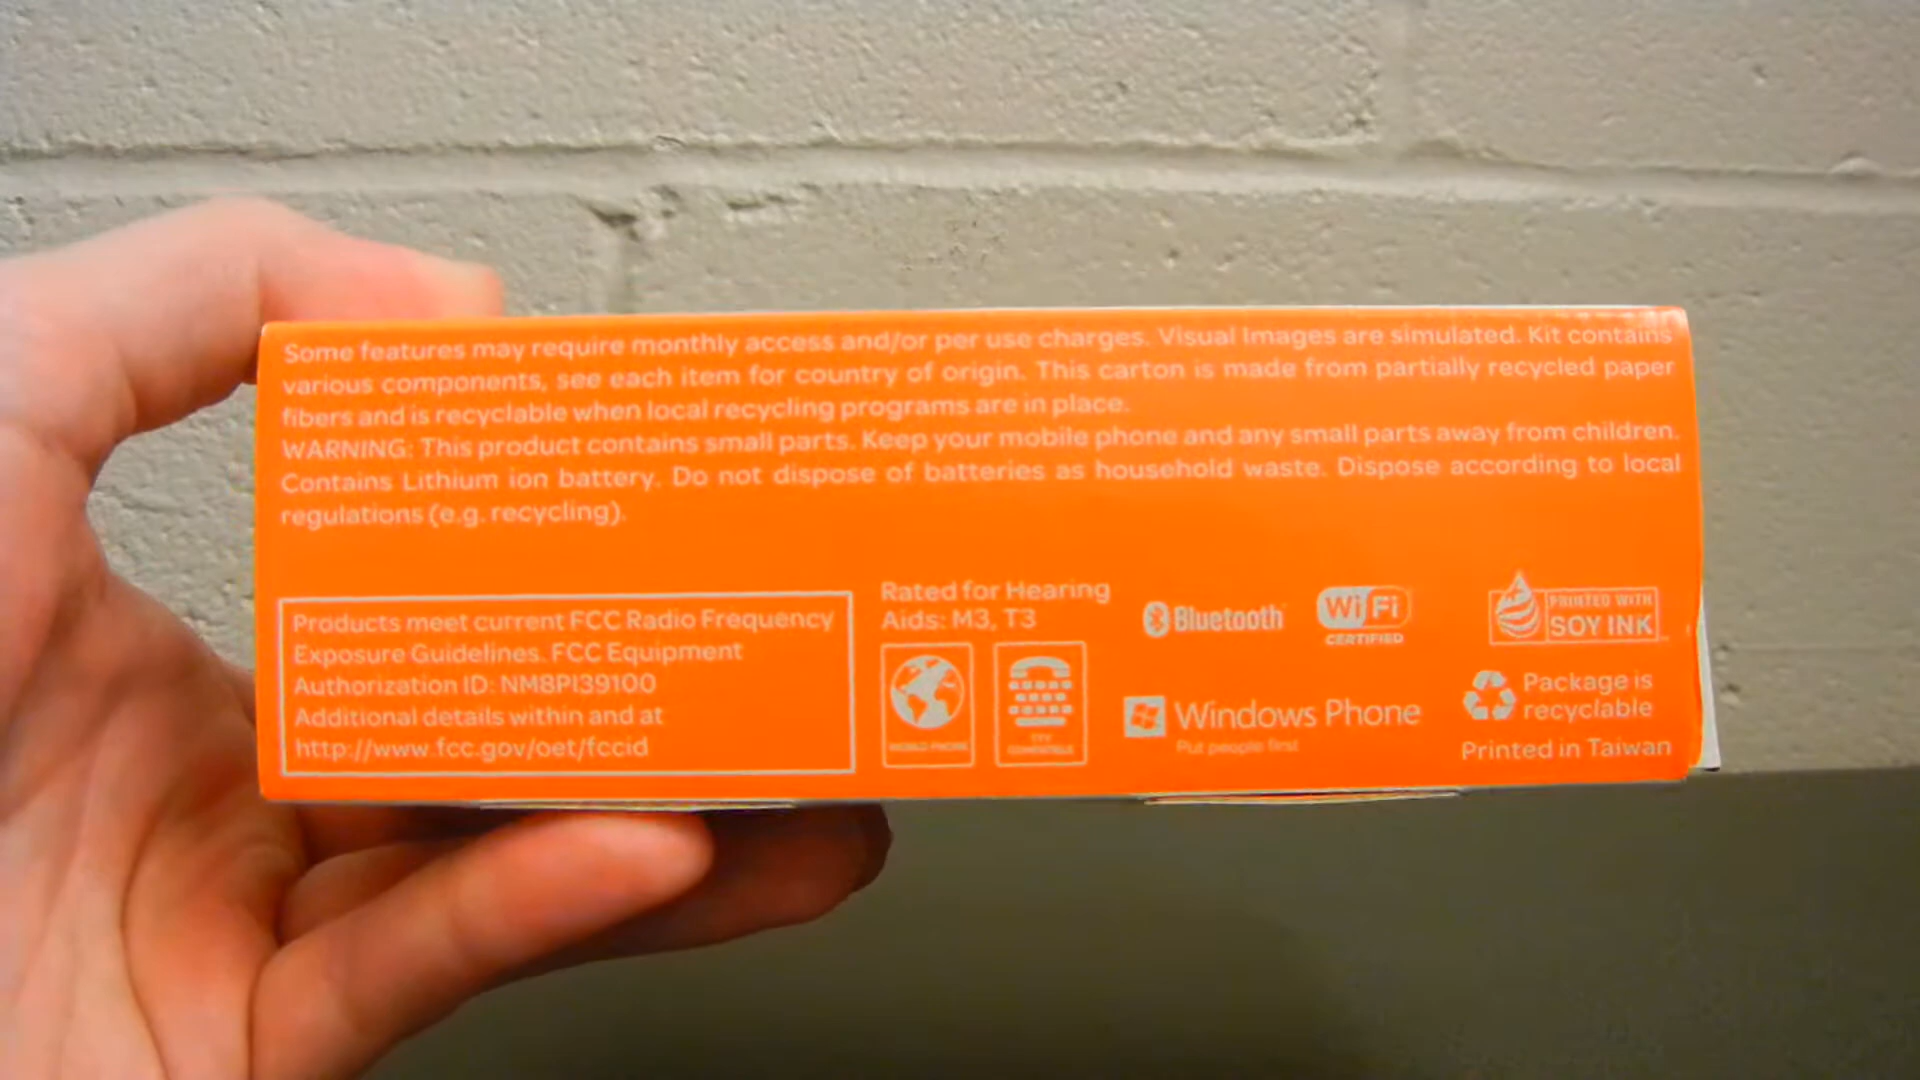 Some features may require monthly access and/or per use charges. Visual Images are simulated. Kit contains
various components, see each item for country of origin. This carton is made from partially recycled paper
fibers and is recyclable when local recycling programs are in place.
WARNING: This product contains small parts. Keep your mobile phone and any small parts away from children.
Contains Lithium ion battery. Do not dispose of batteries as household waste. Dispose according to local
regulations (e.g. recycling).
Products meet current FCC Radio Frequency
Exposure Guidelines. FCC Equipment
Authorization ID: NM8PI39100
Additional details within and at
http://www.fcc.gov/oet/fccid
Rated for Hearing
Aids: M3, T3
WORLD PHONE
TTY
COMPATIBLE
Bluetooth
Wi Fi
CERTIFIED
Windows Phone
Put people first
PRINTED WITH
SOY INK
Package is
recyclable
Printed in Taiwan